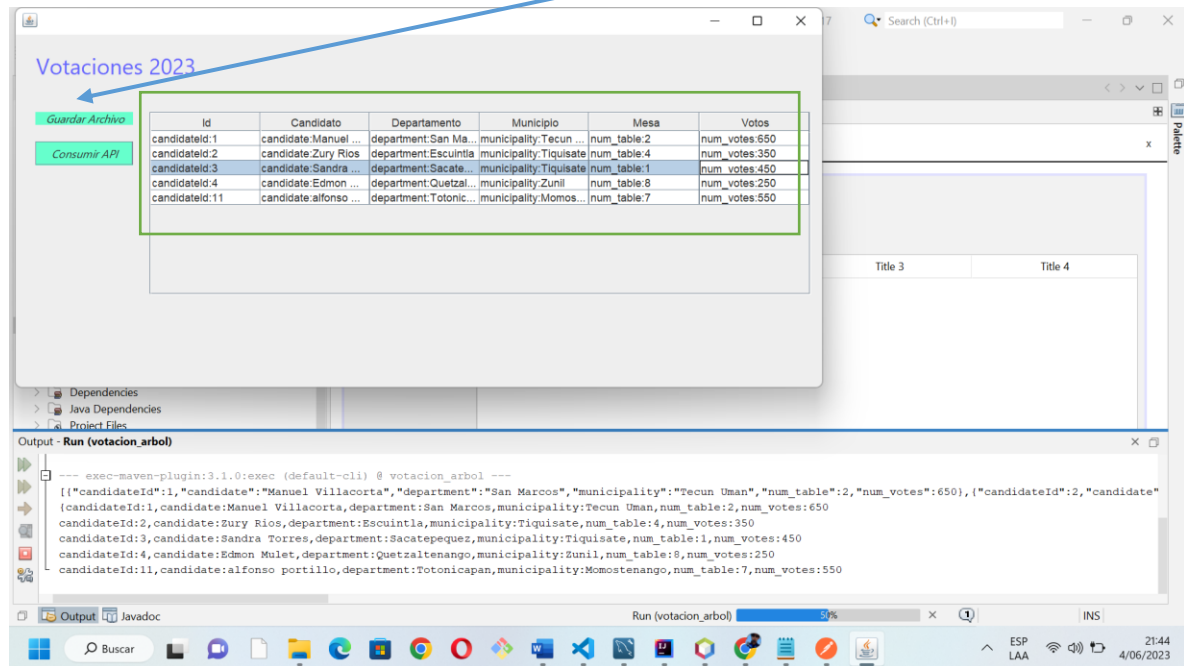 17 Search (Ctrl+I)
Votaciones 2023
Guardar Archivo
Consumir API
Id Candidato Departamento Municipio Mesa Votos
candidateId:1 candidate:Manuel ... department:San Ma... municipality:Tecun ... num_table:2 num_votes:650
candidateId:2 candidate:Zury Rios department:Escuintla municipality:Tiquisate num_table:4 num_votes:350
candidateId:3 candidate:Sandra ... department:Sacate... municipality:Tiquisate num_table:1 num_votes:450
candidateId:4 candidate:Edmon ... department:Quetzal... municipality:Zunil num_table:8 num_votes:250
candidateId:11 candidate:alfonso ... department:Totonic... municipality:Momos... num_table:7 num_votes:550
Palette
Title 3 Title 4
Dependencies
Java Dependencies
Project Files
Output - Run (votacion_arbol)
--- exec-maven-plugin:3.1.0:exec (default-cli) @ votacion_arbol ---
[{"candidateId":1,"candidate":"Manuel Villacorta","department":"San Marcos","municipality":"Tecun Uman","num_table":2,"num_votes":650},{"candidateId":2,"candidate"
{candidateId:1,candidate:Manuel Villacorta,department:San Marcos,municipality:Tecun Uman,num_table:2,num_votes:650
candidateId:2,candidate:Zury Rios,department:Escuintla,municipality:Tiquisate,num_table:4,num_votes:350
candidateId:3,candidate:Sandra Torres,department:Sacatepequez,municipality:Tiquisate,num_table:1,num_votes:450
candidateId:4,candidate:Edmon Mulet,department:Quetzaltenango,municipality:Zunil,num_table:8,num_votes:250
candidateId:11,candidate:alfonso portillo,department:Totonicapan,municipality:Momostenango,num_table:7,num_votes:550
Output Javadoc Run (votacion_arbol) 50% 1 INS
Buscar ESP 21:44
LAA 4/06/2023